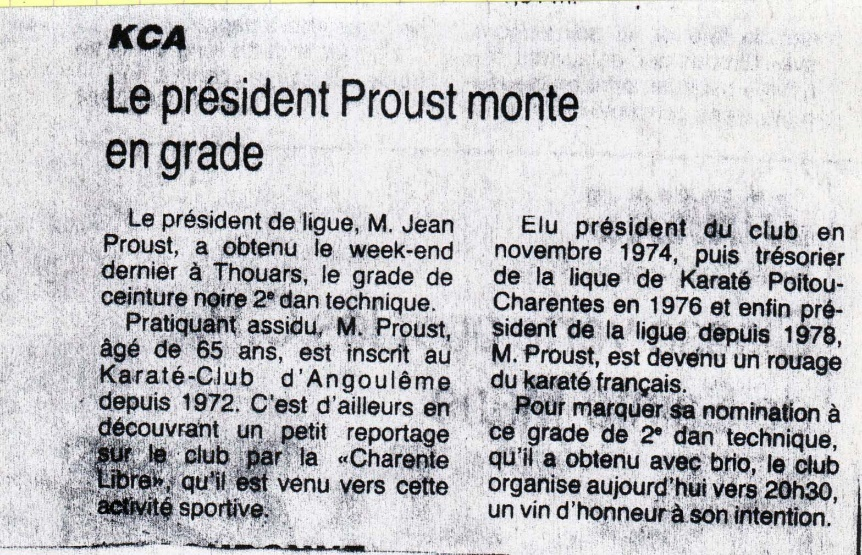 KCA
Le président Proust monte
en grade
Le président de ligue, M. Jean
Proust, a obtenu le week-end
dernier à Thouars, le grade de
ceinture noire 2e dan technique.
Pratiquant assidu, M. Proust,
âgé de 65 ans, est inscrit au
Karaté-Club d'Angoulême
depuis 1972. C'est d'ailleurs en
découvrant un petit reportage
sur le club par la «Charente
Libre», qu'il est venu vers cette
activité sportive.
Elu président du club en
novembre 1974, puis trésorier
de la lique de Karaté Poitou-
Charentes en 1976 et enfin pré-
sident de la ligue depuis 1978,
M. Proust, est devenu un rouage
du karaté français.
Pour marquer sa nomination à
ce grade de 2e dan technique,
qu'il a obtenu avec brio, le club
organise aujourd'hui vers 20h30,
un vin d'honneur à son intention.